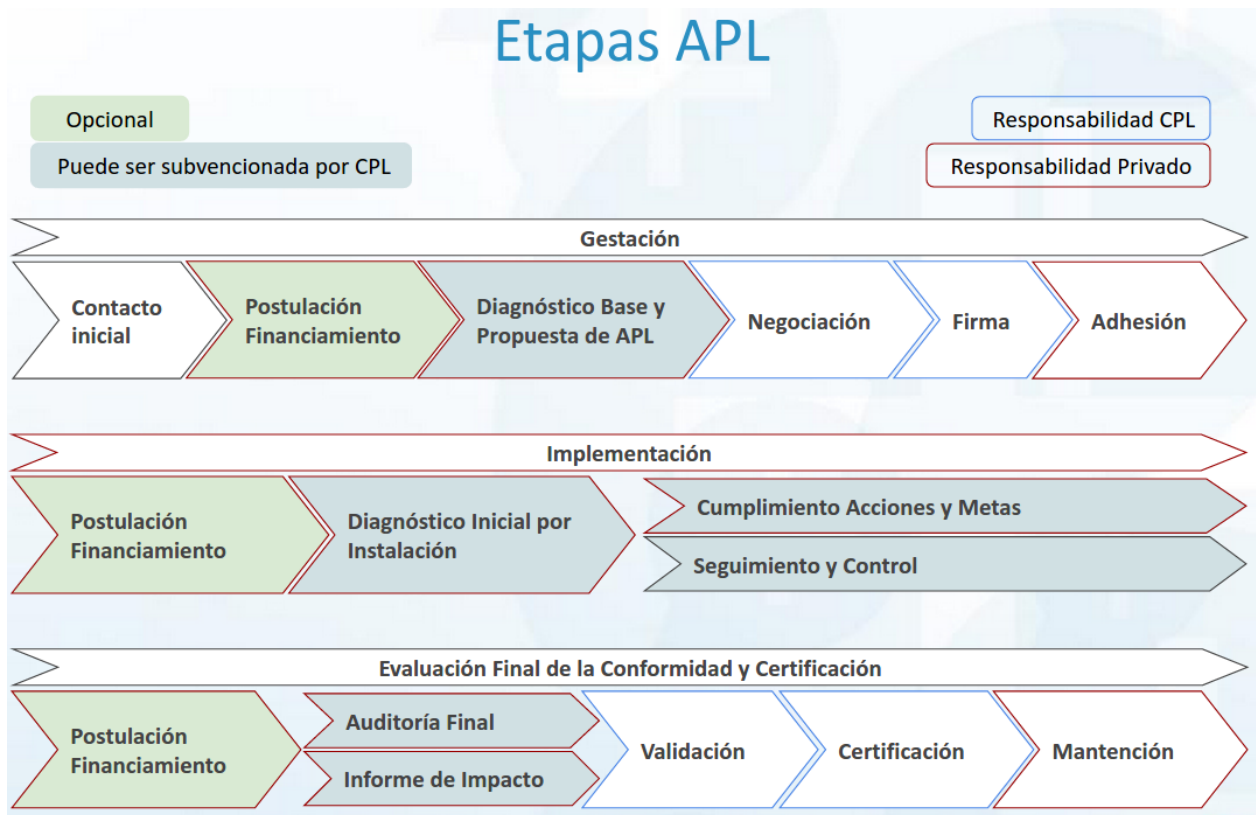 Etapas APL
Opcional
Responsabilidad CPL
Puede ser subvencionada por CPL
Responsabilidad Privado
Gestación
Contacto
inicial
Postulación
Financiamiento
Diagnóstico Base y
Propuesta de APL
Negociación
Firma
Adhesión
Implementación
Postulación
Financiamiento
Diagnóstico Inicial por
Instalación
Cumplimiento Acciones y Metas
Seguimiento y Control
Evaluación Final de la Conformidad y Certificación
Postulación
Financiamiento
Auditoría Final
Informe de Impacto
Validación
Certificación
Mantención